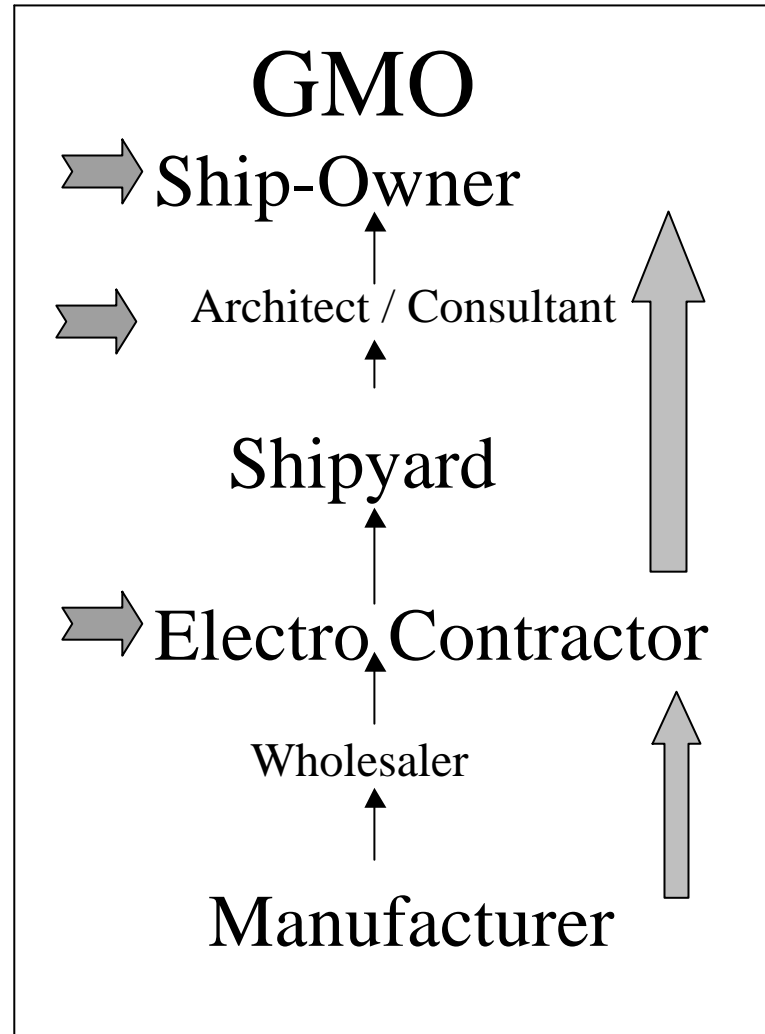 GMO
Ship-Owner
Architect / Consultant
Shipyard
Electro Contractor
Wholesaler
Manufacturer